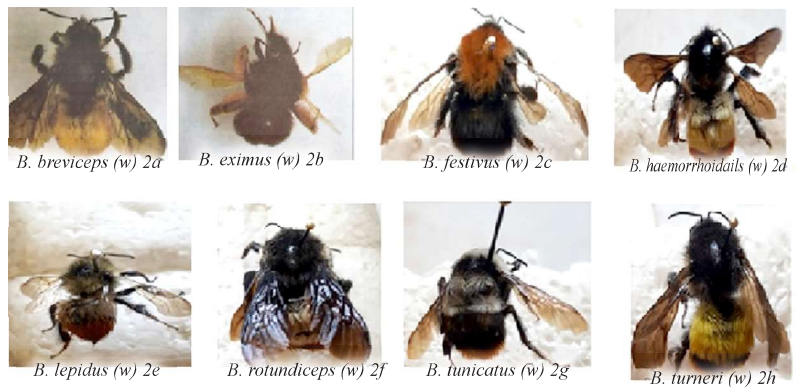 B. breviceps (w) 2a
B. eximus (w) 2b
B. festivus (w) 2c
B. haemorrhoidails (w) 2d
B. lepidus (w) 2e
B. rotundiceps (w) 2f
B. tunicatus (w) 2g
B. turneri (w) 2h